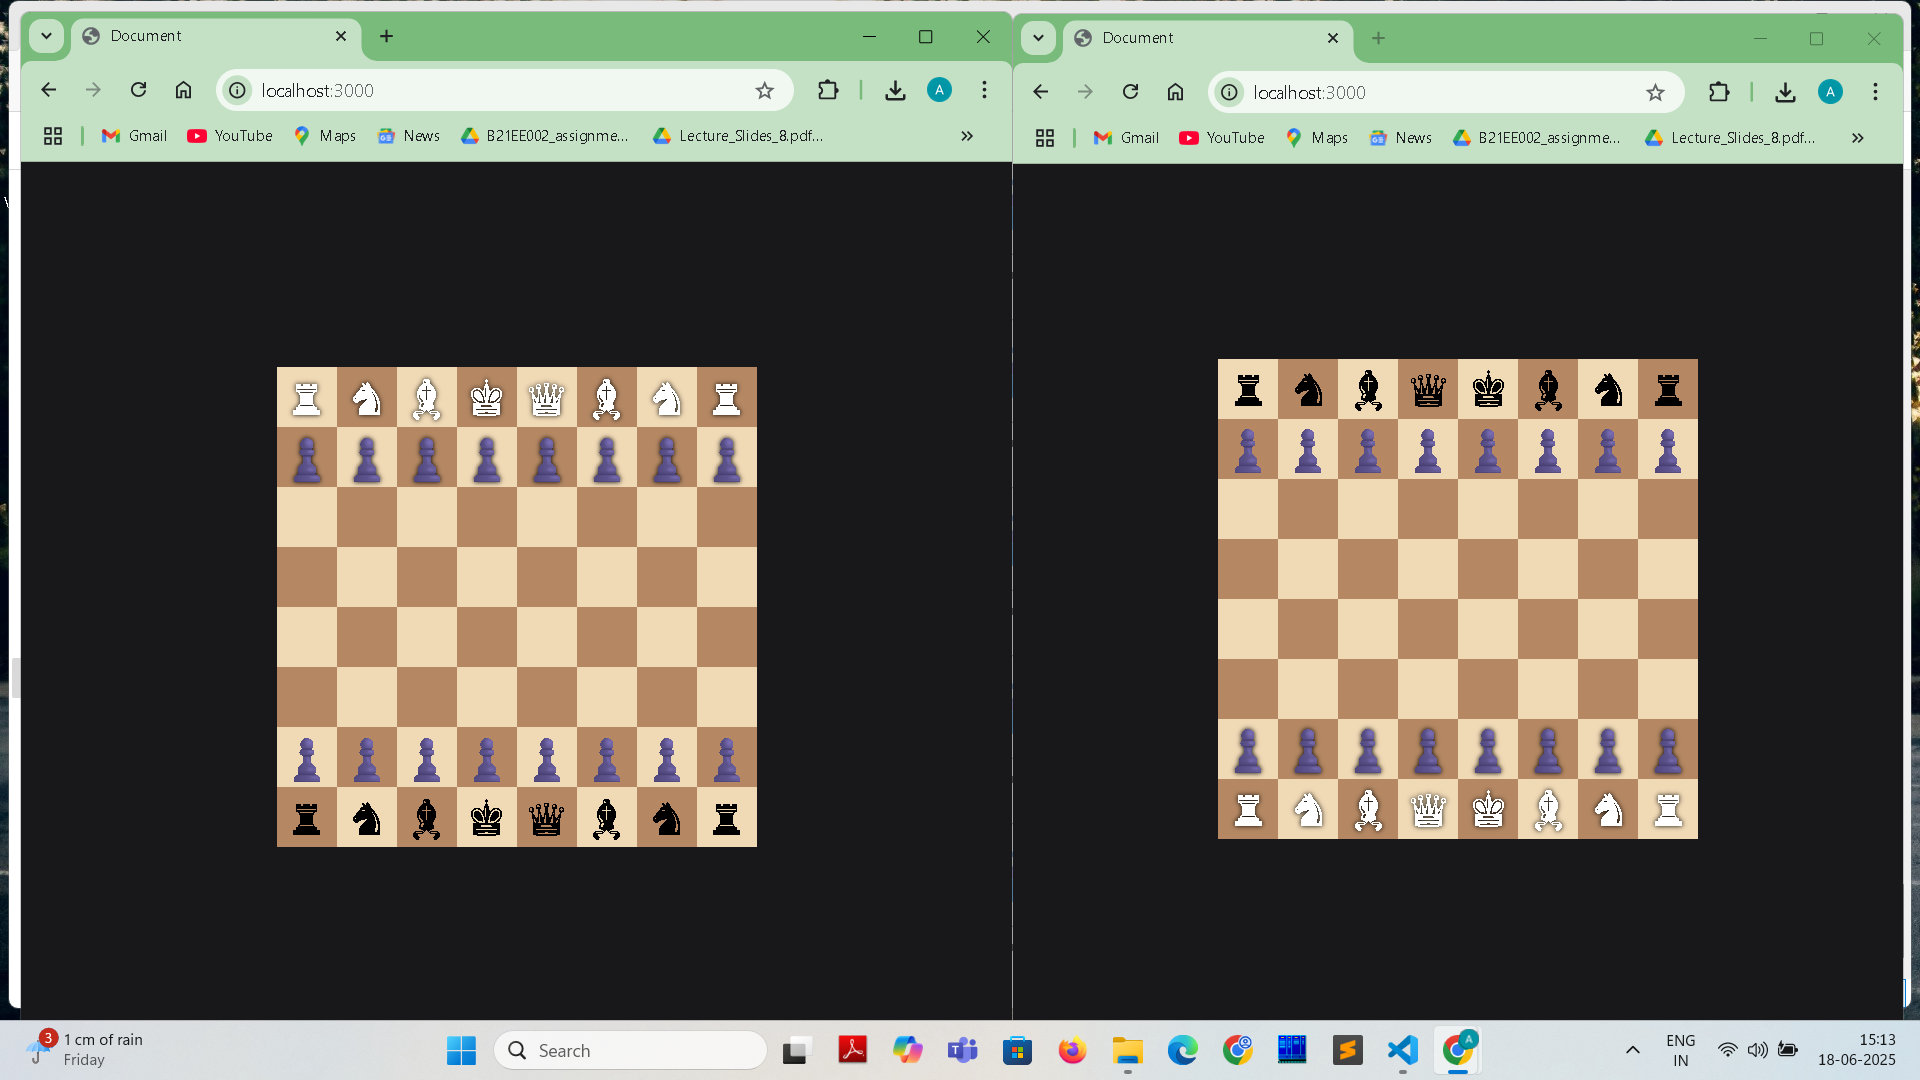 Document
localhost:3000
Gmail YouTube Maps News B21EE002_assignme... Lecture_Slides_8.pdf...
Document
localhost:3000
Gmail YouTube Maps News B21EE002_assignme... Lecture_Slides_8.pdf...
A
A
3
1 cm of rain
Friday
Search
A
ENG
IN
15:13
18-06-2025